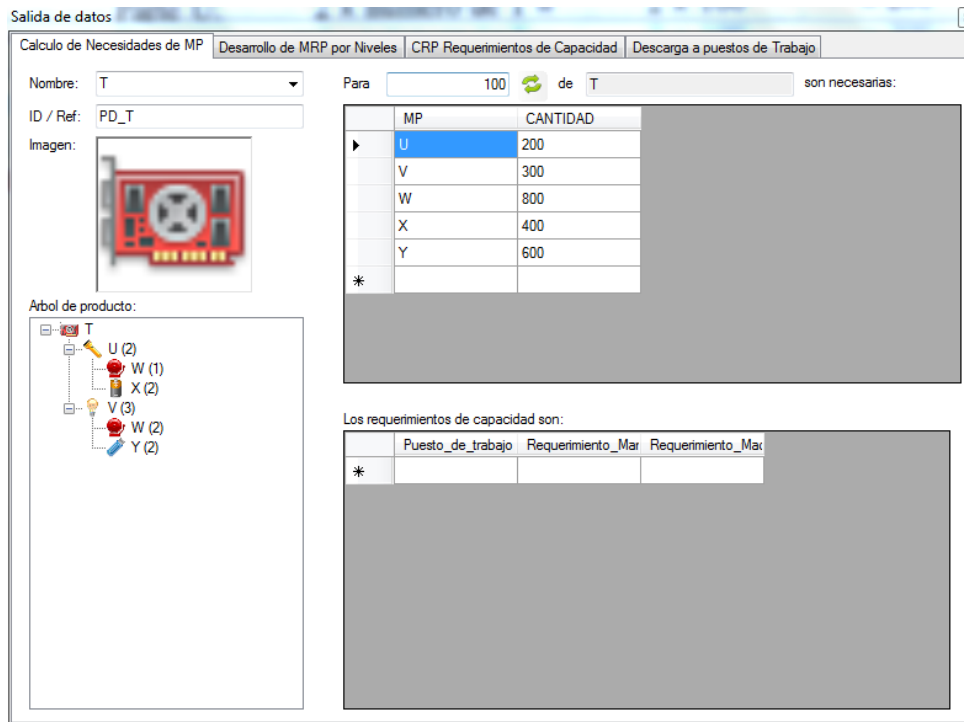 Salida de datos
Calculo de Necesidades de MP Desarrollo de MRP por Niveles CRP Requerimientos de Capacidad Descarga a puestos de Trabajo
Nombre: T
Para 100 de T son necesarias:
ID / Ref: PD_T
Imagen:
MP CANTIDAD
U 200
V 300
W 800
X 400
Y 600
Arbol de producto:
T
U (2)
W (1)
X (2)
V (3)
W (2)
Y (2)
Los requerimientos de capacidad son:
Puesto_de_trabajo Requerimiento_Mar Requerimiento_Mac